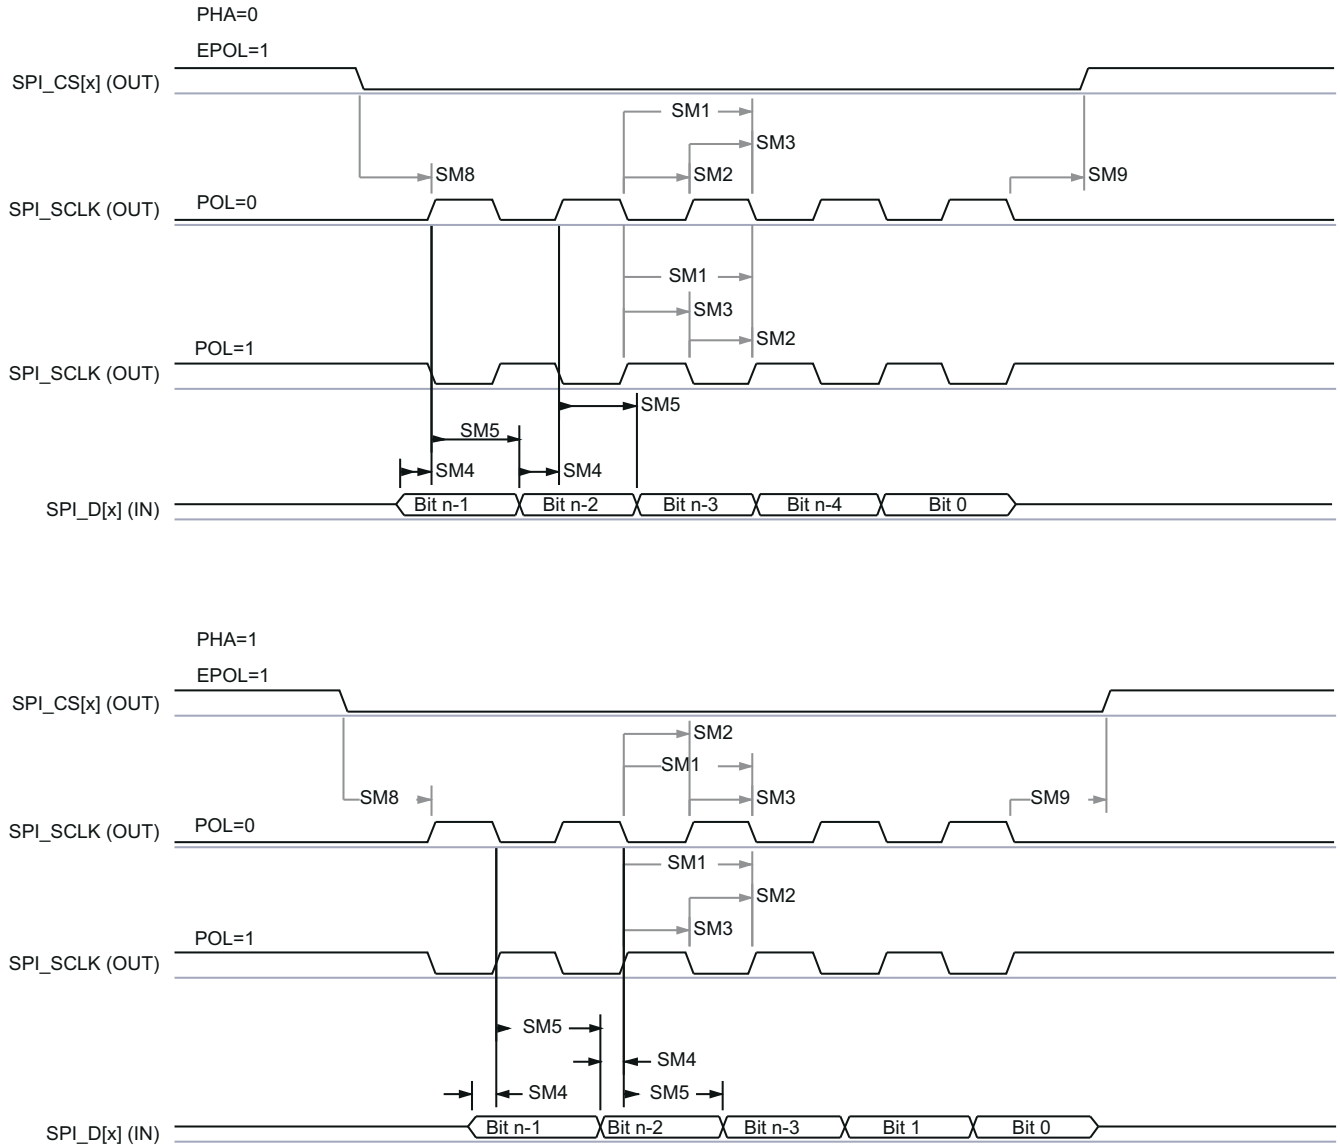 PHA=0
EPOL=1
SPI_CS[x] (OUT)
SM1
SM3
SM8
SM2
SM9
POL=0
SPI_SCLK (OUT)
SM1
SM3
SM2
POL=1
SPI_SCLK (OUT)
SM5
SM5
SM4
SM4
SPI_D[x] (IN)
Bit n-1
Bit n-2
Bit n-3
Bit n-4
Bit 0
PHA=1
EPOL=1
SPI_CS[x] (OUT)
SM2
SM1
SM8
SM3
SM9
POL=0
SPI_SCLK (OUT)
SM1
SM2
SM3
POL=1
SPI_SCLK (OUT)
SM5
SM4
SM4
SM5
SPI_D[x] (IN)
Bit n-1
Bit n-2
Bit n-3
Bit 1
Bit 0